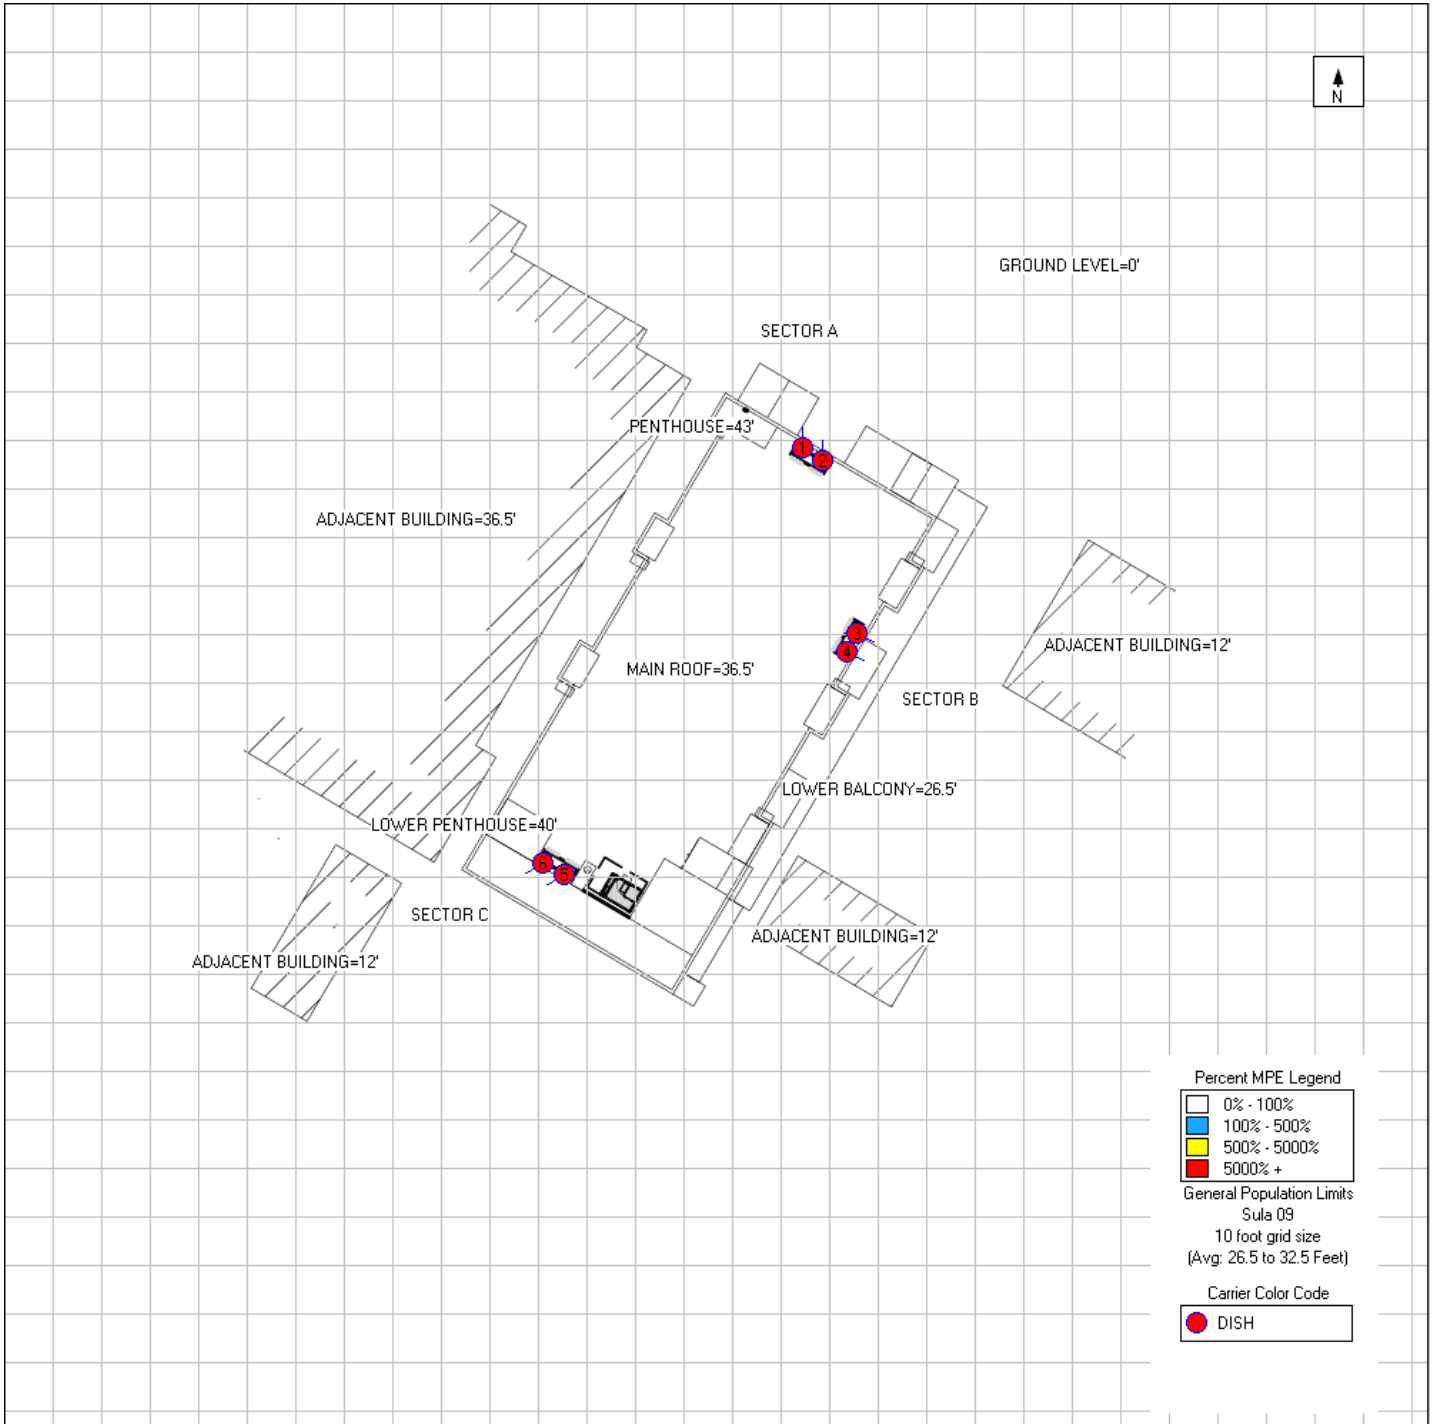 N
GROUND LEVEL=0'
SECTOR A
PENTHOUSE=43'
1
2
ADJACENT BUILDING=36.5'
3
4
ADJACENT BUILDING=12'
MAIN ROOF=36.5'
SECTOR B
LOWER BALCONY=26.5'
LOWER PENTHOUSE=40'
6
5
SECTOR C
ADJACENT BUILDING=12'
ADJACENT BUILDING=12'
Percent MPE Legend
0% - 100%
100% - 500%
500% - 5000%
5000% +
General Population Limits
Sula 09
10 foot grid size
(Avg: 26.5 to 32.5 Feet)
Carrier Color Code
DISH